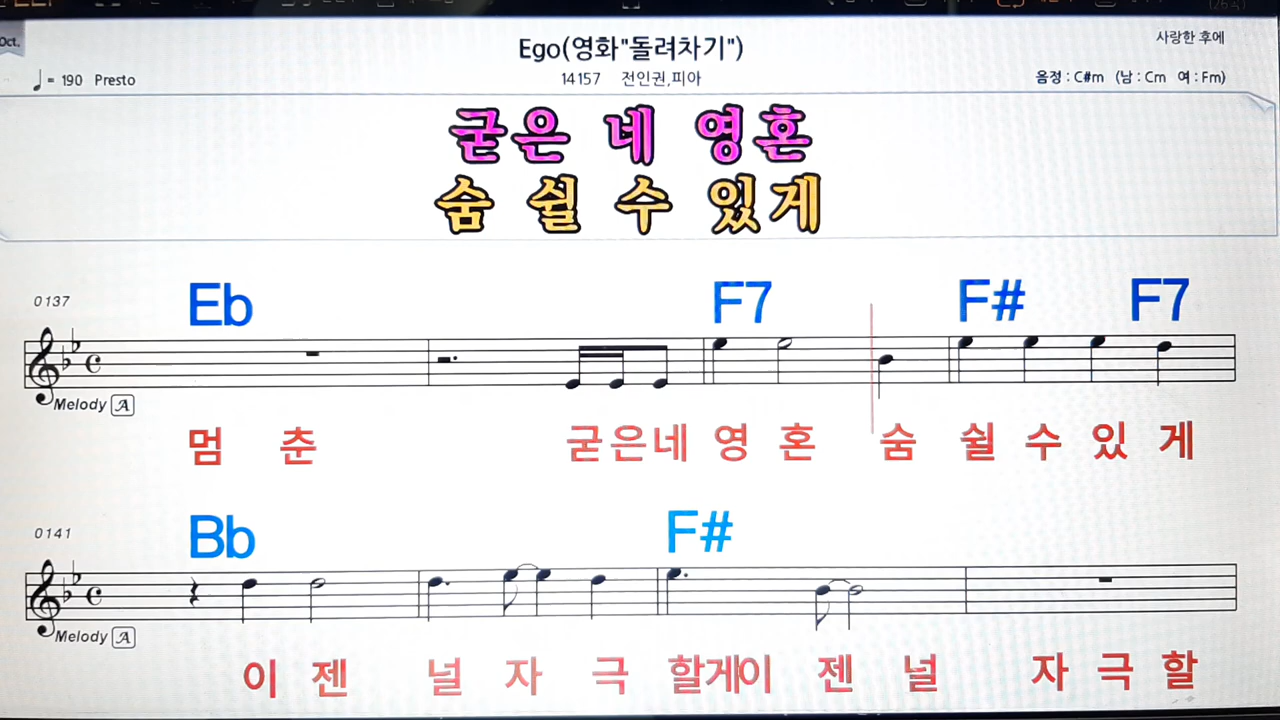 Oct.
Ego(영화"돌려차기")
사랑한 후에
= 190 Presto
14157 전인권,피아
음정 : C#m (남 : Cm 여 : Fm)
굳은 네 영혼
숨 쉴 수 있게
0137
Eb F7 F# F7
Melody A
멈 춘 굳은네 영 혼 숨 쉴 수 있 게
0141
Bb F#
Melody A
이 젠 널 자 극 할게이 젠 널 자 극 할